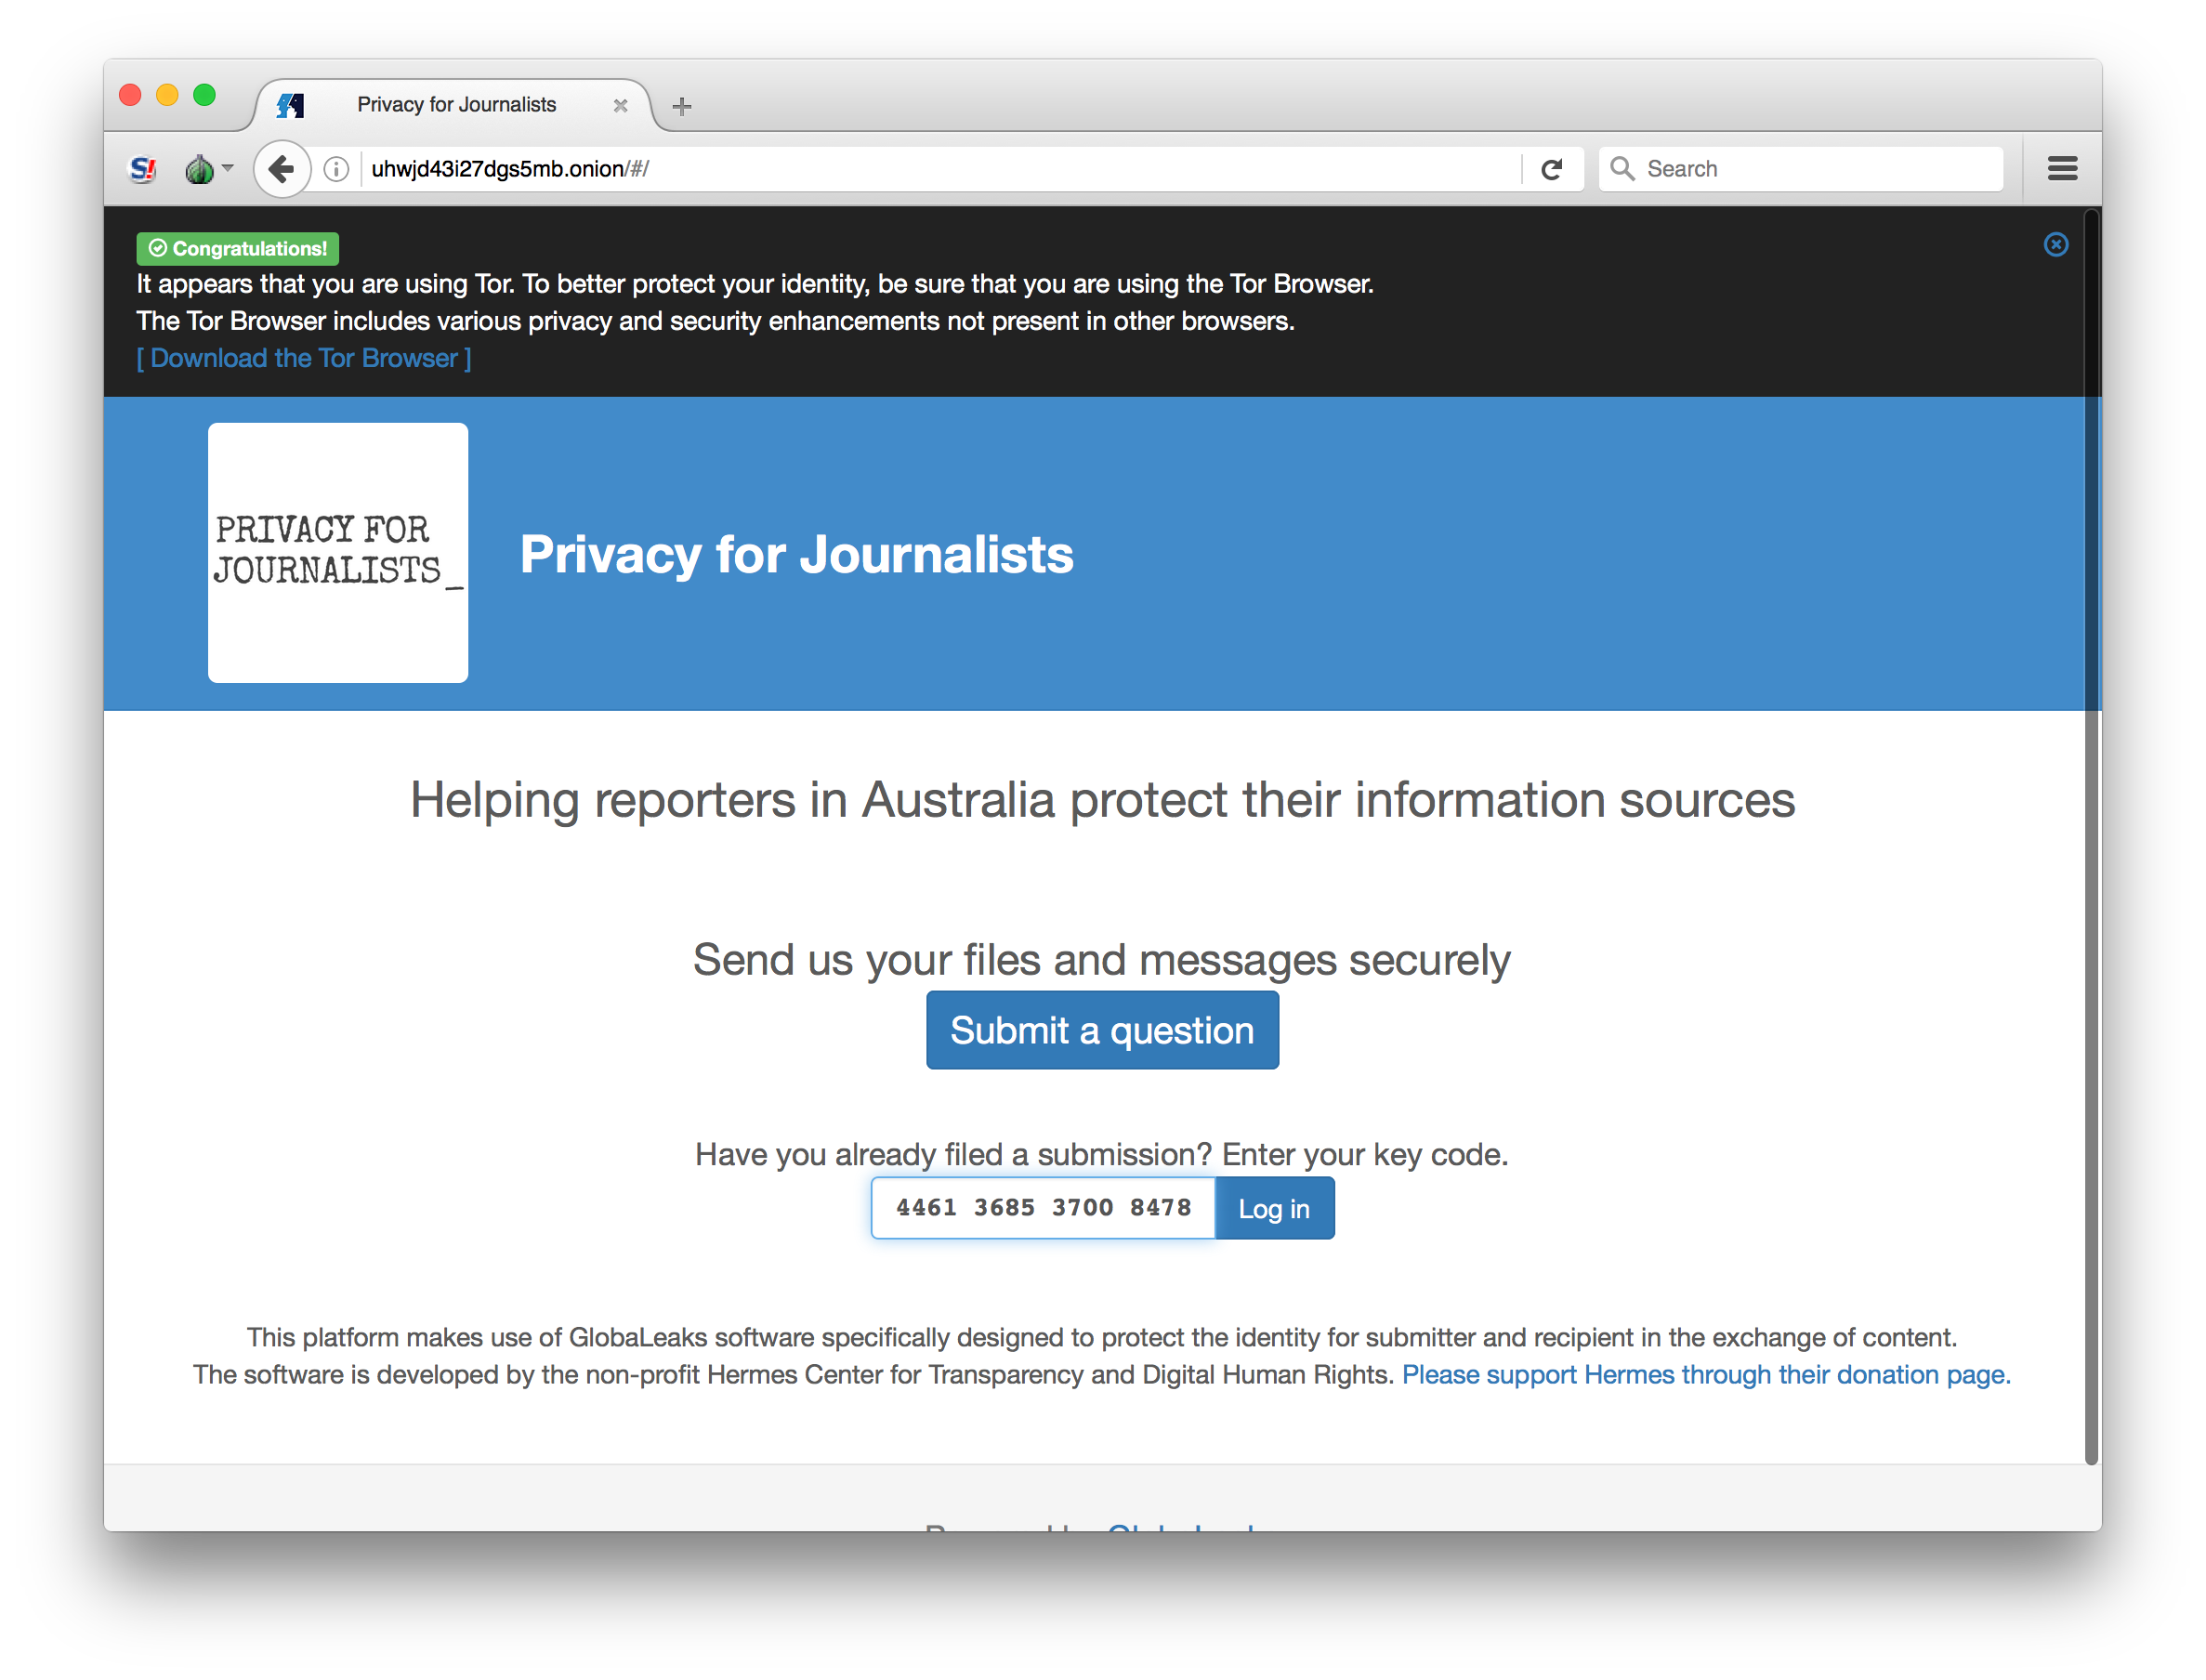 Privacy for Journalists
uhwjd43i27dgs5mb.onion/#/
Search
Congratulations!
It appears that you are using Tor. To better protect your identity, be sure that you are using the Tor Browser.
The Tor Browser includes various privacy and security enhancements not present in other browsers.
[ Download the Tor Browser ]
PRIVACY FOR
JOURNALISTS_
Privacy for Journalists
Helping reporters in Australia protect their information sources
Send us your files and messages securely
Submit a question
Have you already filed a submission? Enter your key code.
4461 3685 3700 8478
Log in
This platform makes use of GlobaLeaks software specifically designed to protect the identity for submitter and recipient in the exchange of content.
The software is developed by the non-profit Hermes Center for Transparency and Digital Human Rights. Please support Hermes through their donation page.